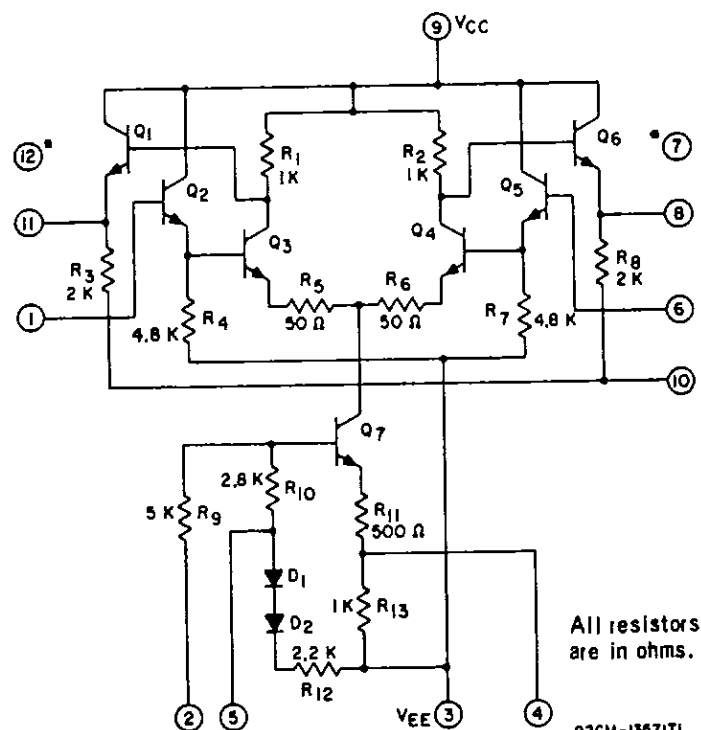 9 VCC
12* Q1 Q6 * 7
R1 1K R2 1K
11 Q2 Q5 8
Q3 Q4
R3 2K R8 2K
R5 50 Ω R6 50 Ω
1 R4 4.8 K R7 4.8 K 6
10
Q7
5 K R9 2.8 K R10
R11 500 Ω
D1
1K R13
D2
2.2 K R12
All resistors
are in ohms.
2 5 VEE 3 4